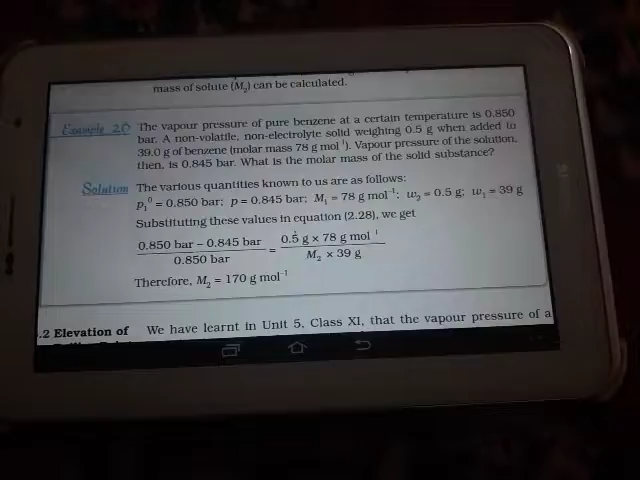 mass of solute (M₂) can be calculated.
Example 2.6 The vapour pressure of pure benzene at a certain temperature is 0.850
bar. A non-volatile, non-electrolyte solid weighing 0.5 g when added to
39.0 g of benzene (molar mass 78 g mol⁻¹). Vapour pressure of the solution,
then, is 0.845 bar. What is the molar mass of the solid substance?
Solution The various quantities known to us are as follows:
p₁⁰ = 0.850 bar; p = 0.845 bar; M₁ = 78 g mol⁻¹; w₂ = 0.5 g; w₁ = 39 g
Substituting these values in equation (2.28), we get
0.850 bar – 0.845 bar / 0.850 bar = 0.5 g × 78 g mol⁻¹ / M₂ × 39 g
Therefore, M₂ = 170 g mol⁻¹
.2 Elevation of We have learnt in Unit 5, Class XI, that the vapour pressure of a